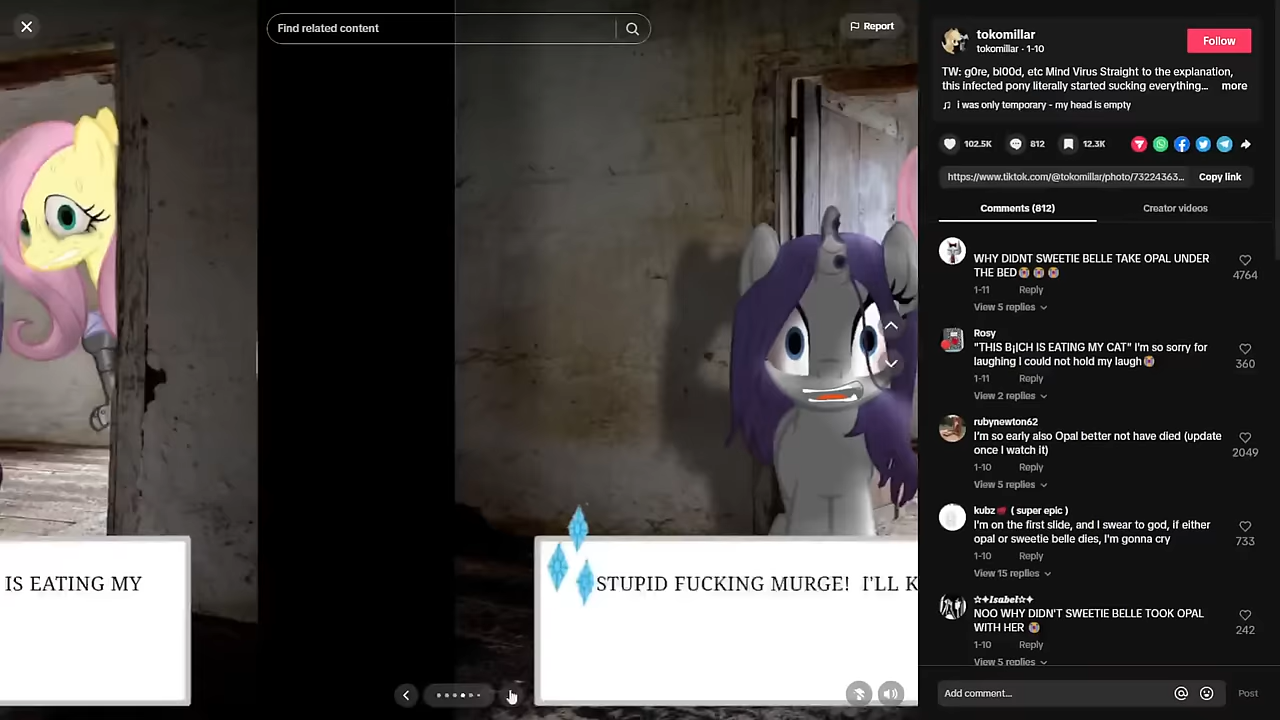 Find related content
Report
IS EATING MY
STUPID FUCKING MURGE! I'LL K
tokomillar
tokomillar · 1-10
Follow
TW: g0re, bl00d, etc Mind Virus Straight to the explanation,
this infected pony literally started sucking everything... more
i was only temporary - my head is empty
102.5K 812 12.3K
https://www.tiktok.com/@tokomillar/photo/73224363... Copy link
Comments (812) Creator videos
WHY DIDNT SWEETIE BELLE TAKE OPAL UNDER
THE BED😭😭😭
4764
1-11 Reply
View 5 replies
Rosy
"THIS B¡|CH IS EATING MY CAT" I'm so sorry for
laughing I could not hold my laugh😭
360
1-11 Reply
View 2 replies
rubynewton62
I'm so early also Opal better not have died (update
once I watch it)
2049
1-10 Reply
View 5 replies
kubz ( super epic )
I'm on the first slide, and I swear to god, if either
opal or sweetie belle dies, I'm gonna cry
733
1-10 Reply
View 15 replies
☆✦Isabel☆✦
NOO WHY DIDN'T SWEETIE BELLE TOOK OPAL
WITH HER 😭
242
1-10 Reply
View 5 replies
Add comment...
Post